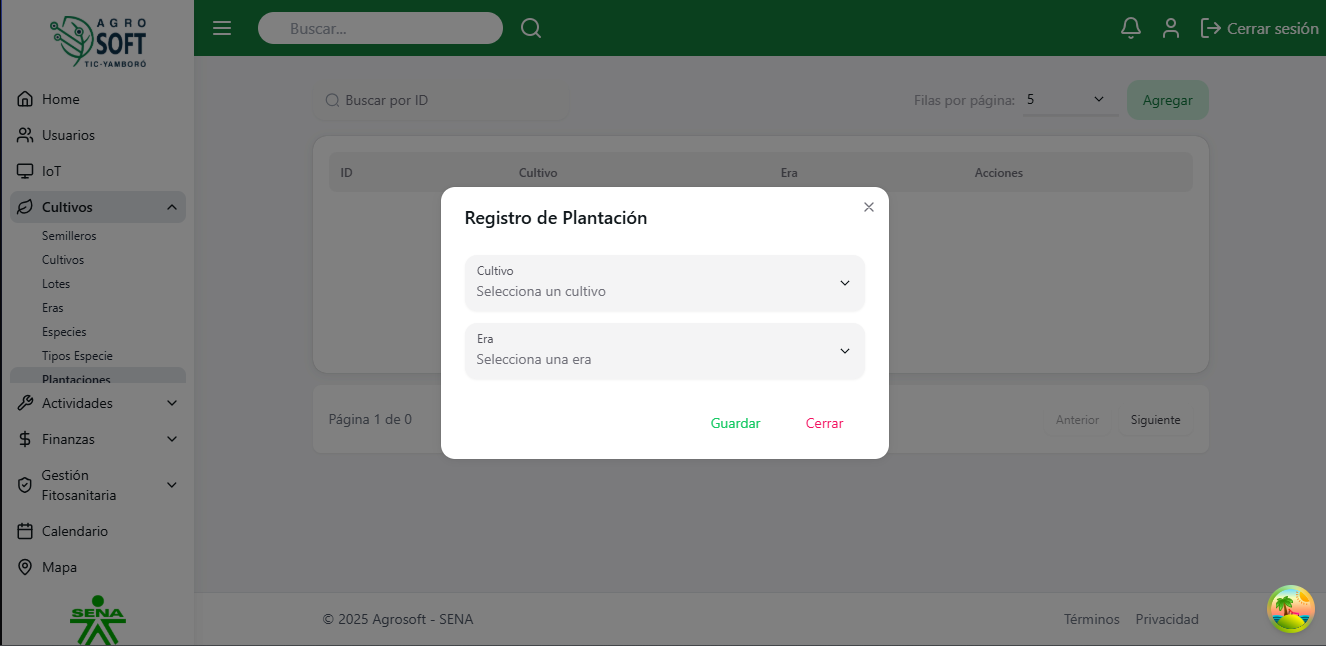 AGRO
SOFT
TIC-YAMBORÓ
Buscar...
Cerrar sesión
Home
Usuarios
IoT
Cultivos
Semilleros
Cultivos
Lotes
Eras
Especies
Tipos Especie
Plantaciones
Actividades
Finanzas
Gestión
Fitosanitaria
Calendario
Mapa
SENA
Buscar por ID
Filas por página: 5
Agregar
ID Cultivo Era Acciones
Registro de Plantación
Cultivo
Selecciona un cultivo
Era
Selecciona una era
Guardar Cerrar
Página 1 de 0
Anterior Siguiente
© 2025 Agrosoft - SENA
Términos Privacidad